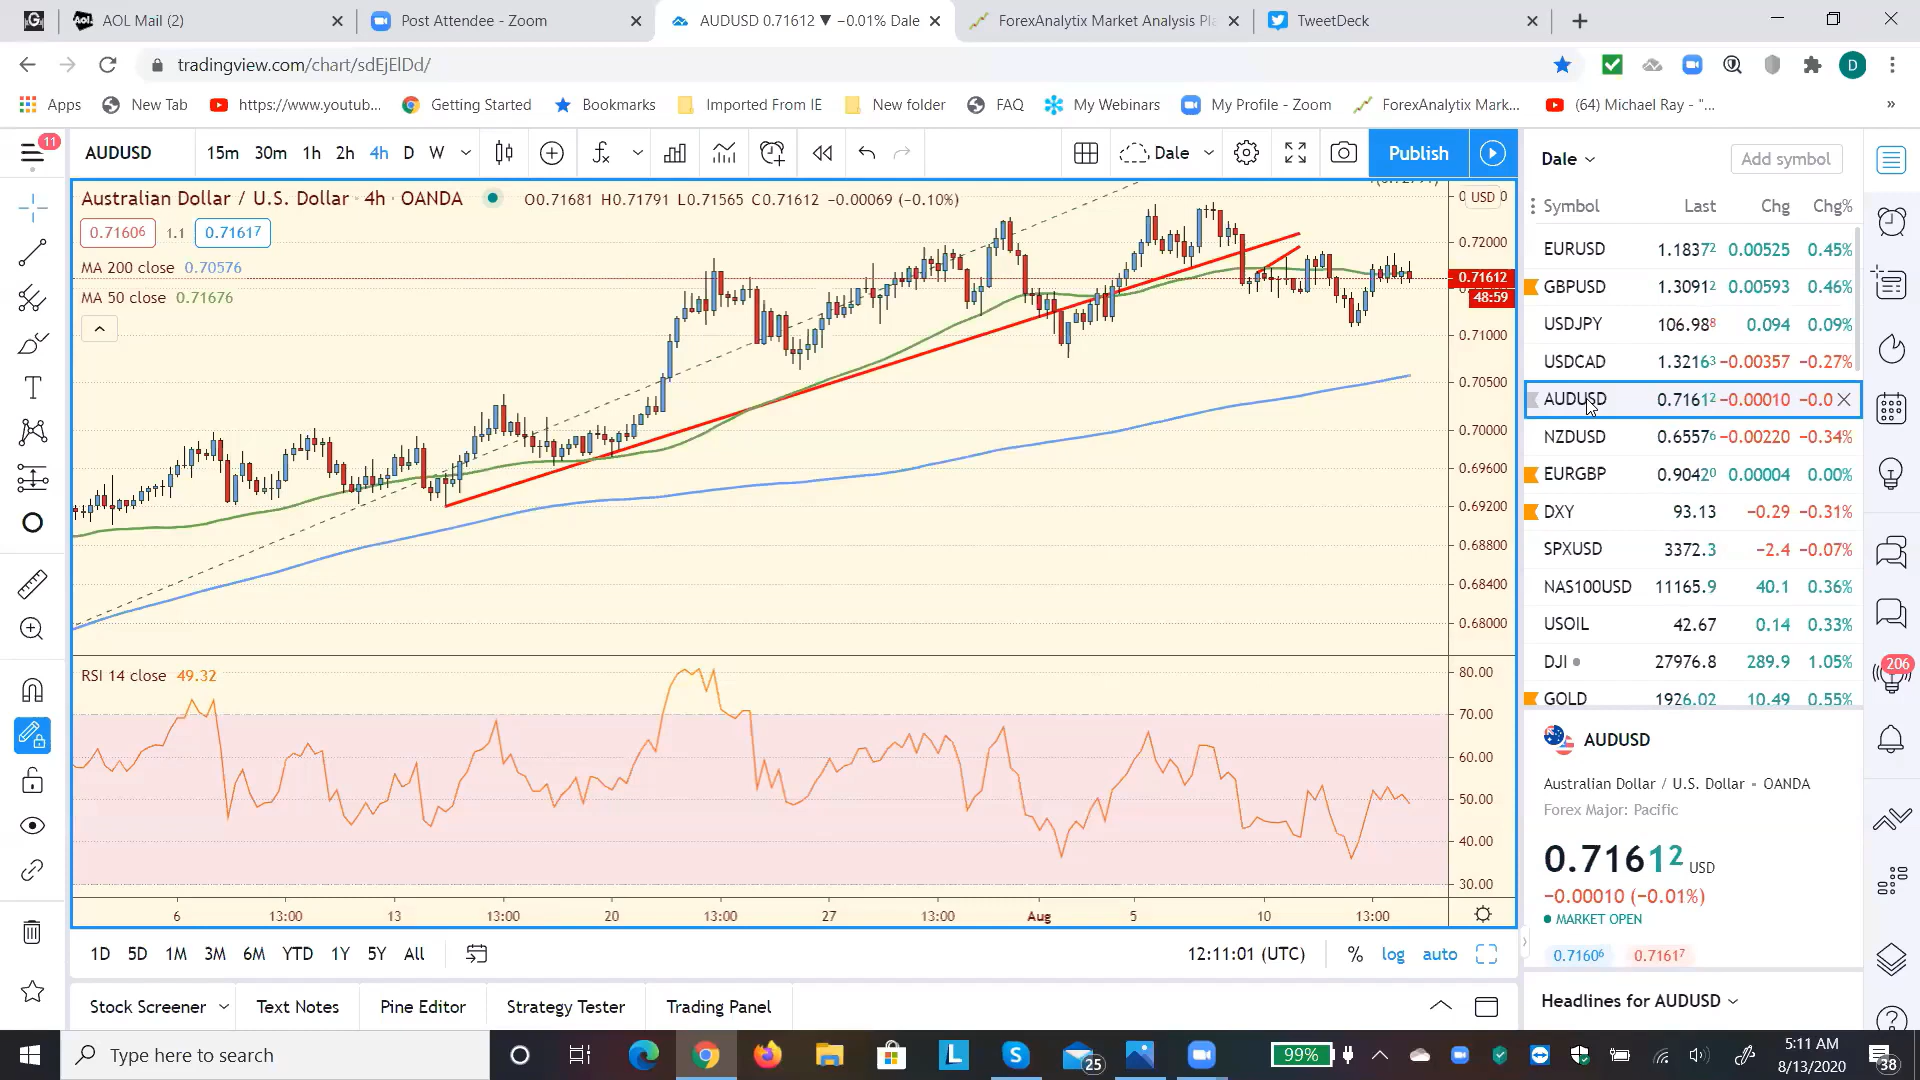 AOL Mail (2)
Post Attendee - Zoom
AUDUSD 0.71612 ▼ −0.01% Dale
ForexAnalytix Market Analysis Pla
TweetDeck
tradingview.com/chart/sdEjElDd/
D
Apps
New Tab
https://www.youtub...
Getting Started
Bookmarks
Imported From IE
New folder
FAQ
My Webinars
My Profile - Zoom
ForexAnalytix Mark...
(64) Michael Ray - "...
»
11
AUDUSD
15m 30m 1h 2h 4h D W
Dale
Publish
Australian Dollar / U.S. Dollar · 4h · OANDA
O0.71681 H0.71791 L0.71565 C0.71612 −0.00069 (−0.10%)
0.71606 1.1 0.71617
MA 200 close 0.70576
MA 50 close 0.71676
USD
0.72000
0.71612
48:59
0.71000
0.70500
0.70000
0.69600
0.69200
0.68800
0.68400
0.68000
RSI 14 close 49.32
80.00
70.00
60.00
50.00
40.00
30.00
6 13:00 13 13:00 20 13:00 27 13:00 Aug 5 10 13:00
1D 5D 1M 3M 6M YTD 1Y 5Y All
12:11:01 (UTC)
% log auto
Stock Screener
Text Notes
Pine Editor
Strategy Tester
Trading Panel
Dale
Add symbol
Symbol Last Chg Chg%
EURUSD 1.18372 0.00525 0.45%
GBPUSD 1.30912 0.00593 0.46%
USDJPY 106.988 0.094 0.09%
USDCAD 1.32163 −0.00357 −0.27%
AUDUSD 0.71612 −0.00010 −0.0
NZDUSD 0.65576 −0.00220 −0.34%
EURGBP 0.90420 0.00004 0.00%
DXY 93.13 −0.29 −0.31%
SPXUSD 3372.3 −2.4 −0.07%
NAS100USD 11165.9 40.1 0.36%
USOIL 42.67 0.14 0.33%
DJI 27976.8 289.9 1.05%
GOLD 1926.02 10.49 0.55%
AUDUSD
Australian Dollar / U.S. Dollar • OANDA
Forex Major: Pacific
0.71612 USD
−0.00010 (−0.01%)
MARKET OPEN
0.71606 0.71617
Headlines for AUDUSD
206
Type here to search
L
S
25
99%
5:11 AM
8/13/2020
38